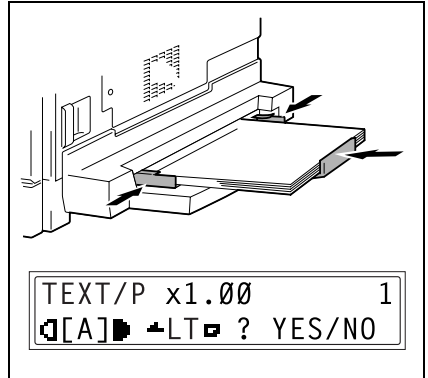 TEXT/P x1.00 1
[A] LT ? YES/NO